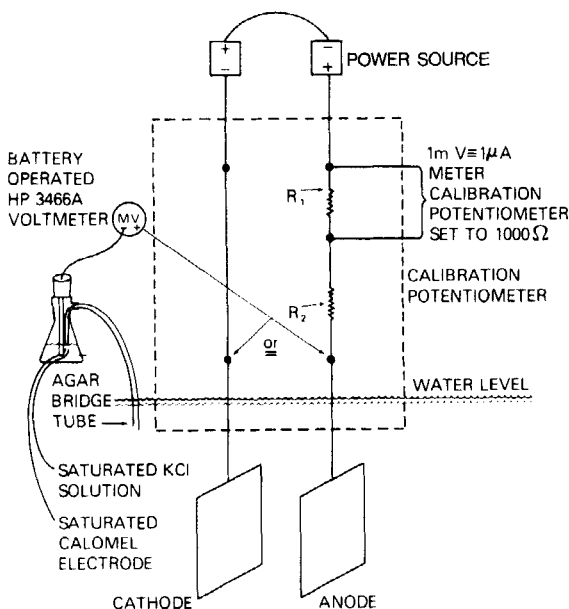 +
−
−
+
POWER SOURCE
BATTERY
OPERATED
HP 3466A
VOLTMETER
MV
− +
1m V≡1μA
METER
CALIBRATION
POTENTIOMETER
SET TO 1000Ω
R1
CALIBRATION
POTENTIOMETER
R2
or
WATER LEVEL
AGAR
BRIDGE
TUBE
SATURATED KCl
SOLUTION
SATURATED
CALOMEL
ELECTRODE
CATHODE
ANODE